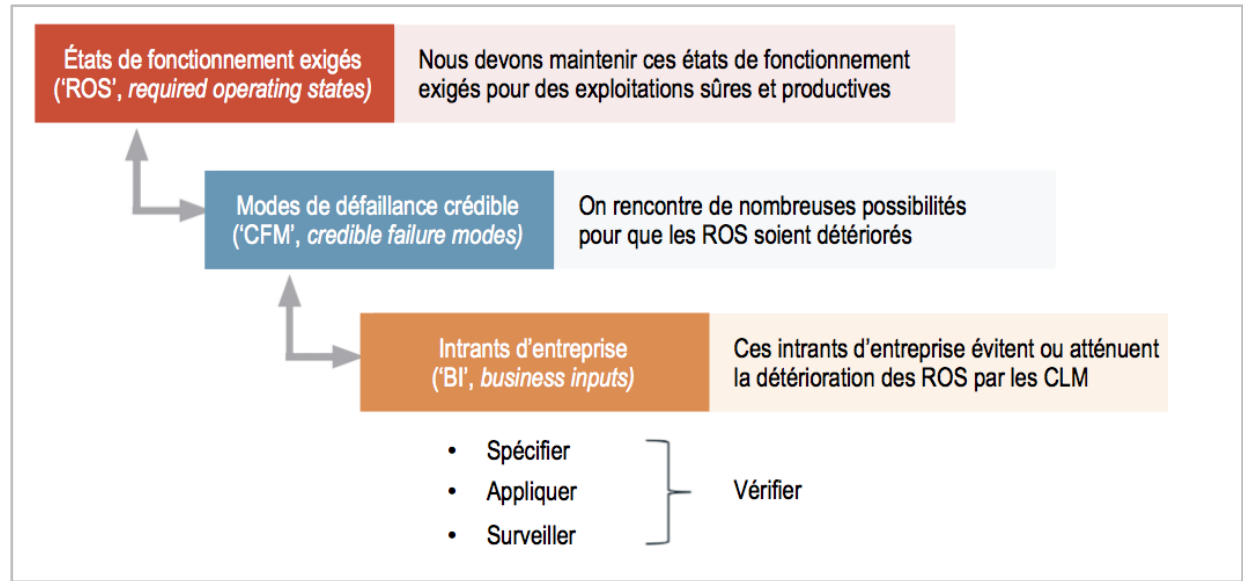 États de fonctionnement exigés
('ROS', required operating states)
Nous devons maintenir ces états de fonctionnement
exigés pour des exploitations sûres et productives
Modes de défaillance crédible
('CFM', credible failure modes)
On rencontre de nombreuses possibilités
pour que les ROS soient détériorés
Intrants d'entreprise
('BI', business inputs)
Ces intrants d'entreprise évitent ou atténuent
la détérioration des ROS par les CLM
• Spécifier
• Appliquer
• Surveiller
Vérifier